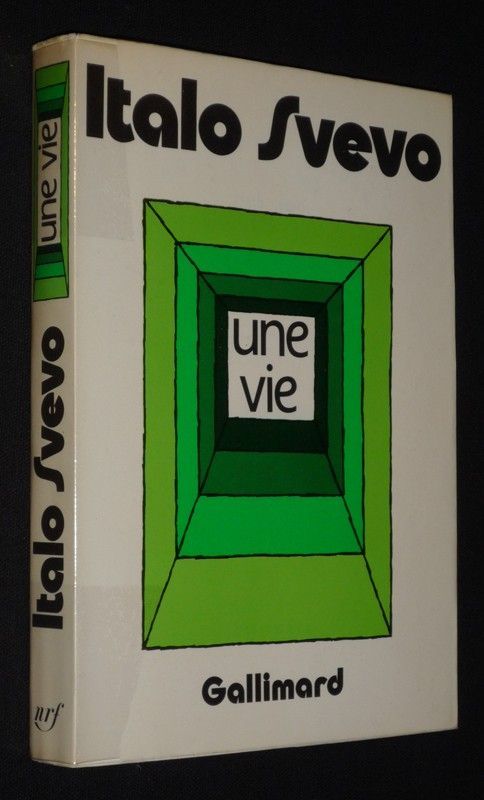 Italo Svevo
une
vie
Gallimard
une vie
Italo Svevo
nrf